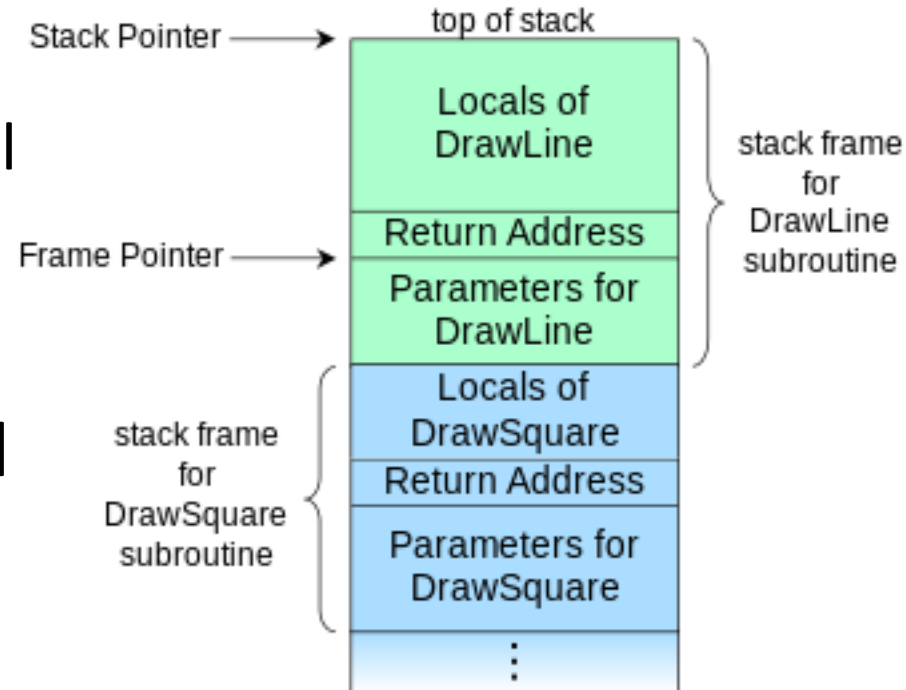 top of stack
Stack Pointer
Locals of
DrawLine
stack frame
for
DrawLine
subroutine
Return Address
Frame Pointer
Parameters for
DrawLine
Locals of
DrawSquare
stack frame
for
DrawSquare
subroutine
Return Address
Parameters for
DrawSquare